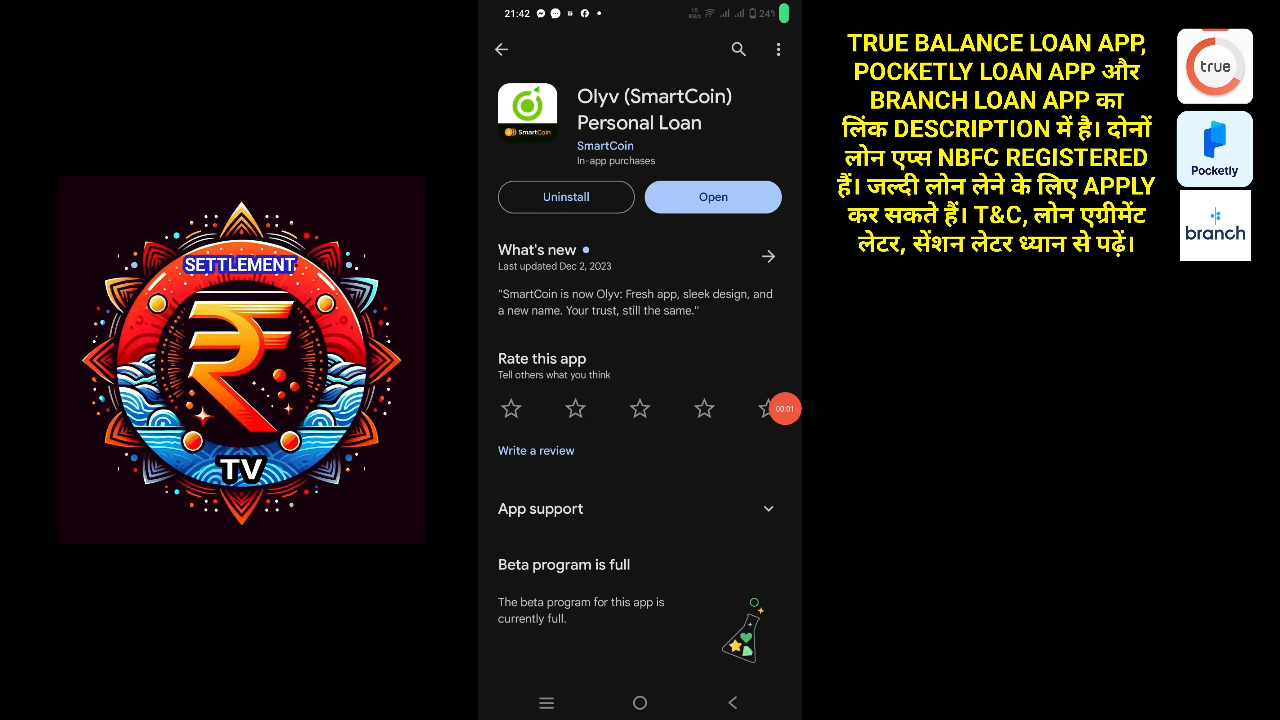 SETTLEMENT
TV
21:42
15
KB/s
24%
Olyv (SmartCoin)
Personal Loan
SmartCoin
SmartCoin
In-app purchases
Uninstall
Open
What's new
Last updated Dec 2, 2023
"SmartCoin is now Olyv: Fresh app, sleek design, and
a new name. Your trust, still the same."
Rate this app
Tell others what you think
00:01
Write a review
App support
Beta program is full
The beta program for this app is
currently full.
TRUE BALANCE LOAN APP,
POCKETLY LOAN APP और
BRANCH LOAN APP का
लिंक DESCRIPTION में है। दोनों
लोन एप्स NBFC REGISTERED
हैं। जल्दी लोन लेने के लिए APPLY
कर सकते हैं। T&C, लोन एग्रीमेंट
लेटर, सेंशन लेटर ध्यान से पढ़ें।
true
Pocketly
branch